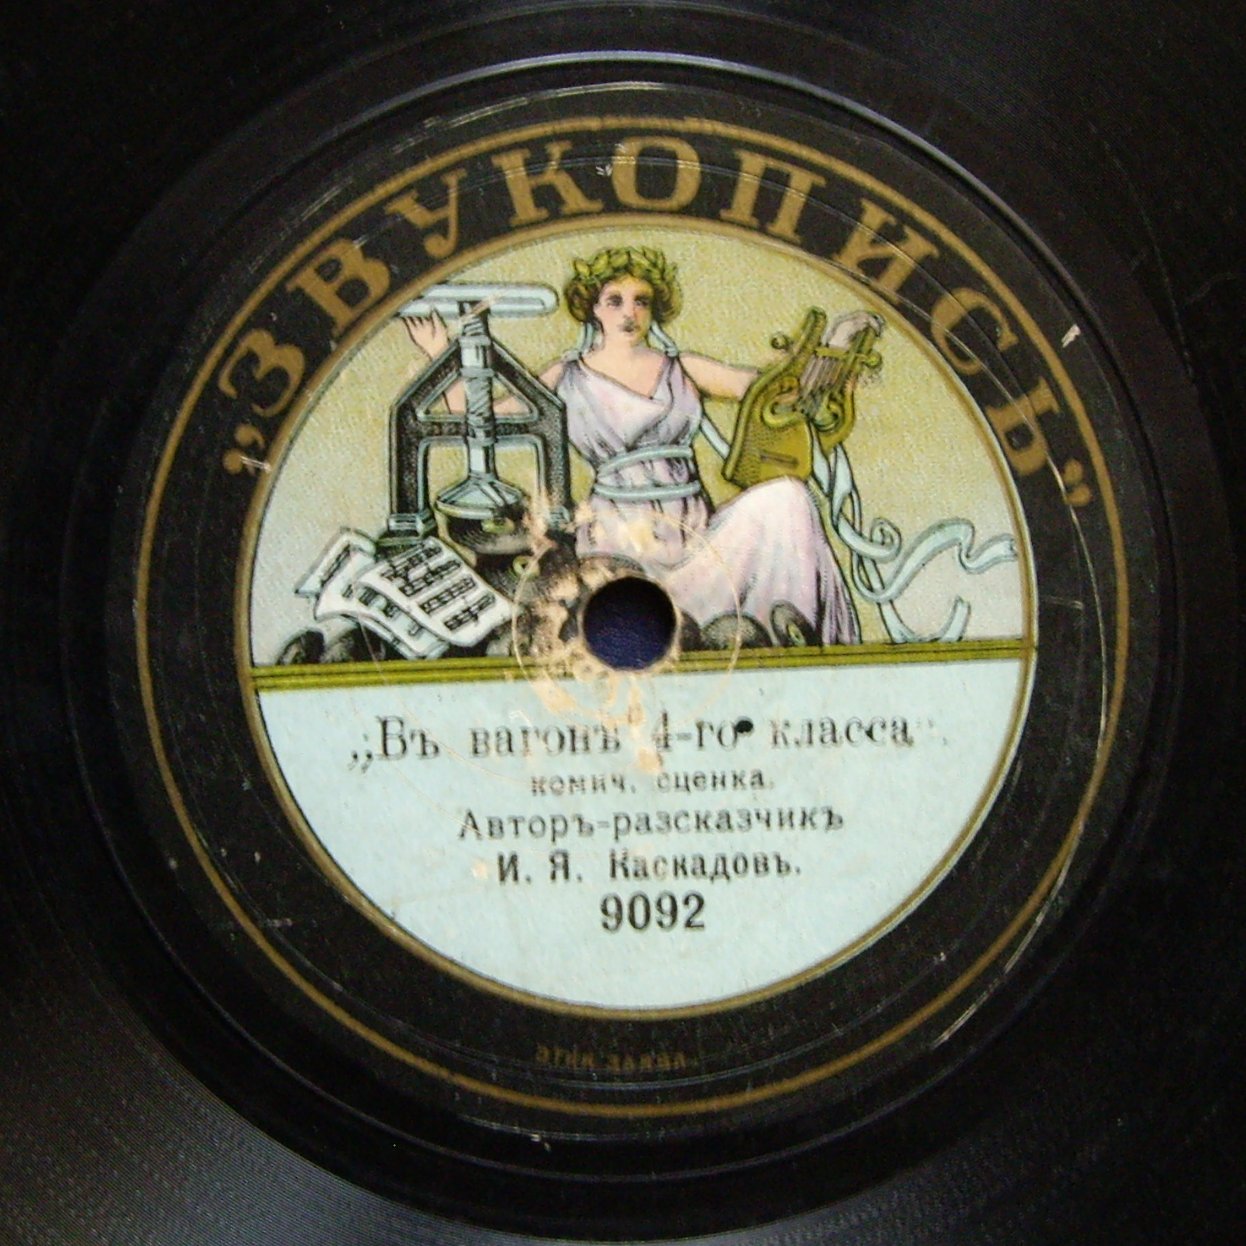 „ЗВУКОПИСЬ”
„Въ вагонѣ 4-го класса”.
комич. сценка.
Авторъ-разсказчикъ
И. Я. Каскадовъ.
9092